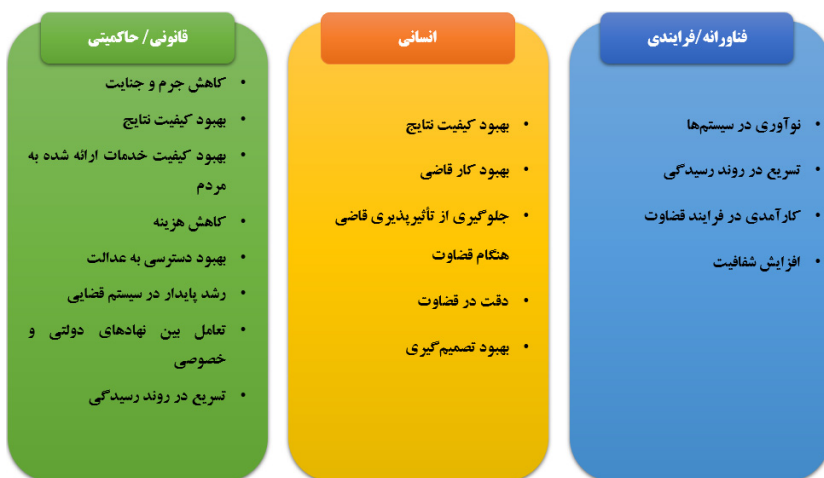 فناورانه/فرایندی
• نوآوری در سیستم‌ها
• تسریع در روند رسیدگی
• کارآمدی در فرایند قضاوت
• افزایش شفافیت
انسانی
• بهبود کیفیت نتایج
• بهبود کار قاضی
• جلوگیری از تأثیرپذیری قاضی
هنگام قضاوت
• دقت در قضاوت
• بهبود تصمیم‌گیری
قانونی/ حاکمیتی
• کاهش جرم و جنایت
• بهبود کیفیت نتایج
• بهبود کیفیت خدمات ارائه شده به
مردم
• کاهش هزینه
• بهبود دسترسی به عدالت
• رشد پایدار در سیستم قضایی
• تعامل بین نهادهای دولتی و
خصوصی
• تسریع در روند رسیدگی